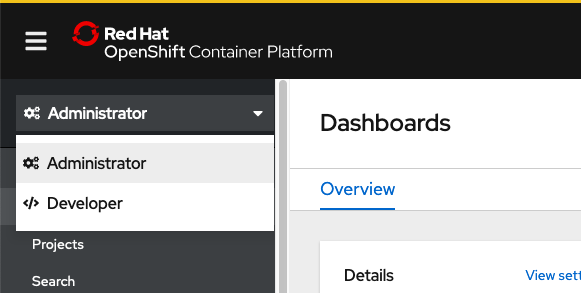 Red Hat
OpenShift Container Platform
Administrator
Administrator
Developer
Projects
Search
Dashboards
Overview
Details
View sett